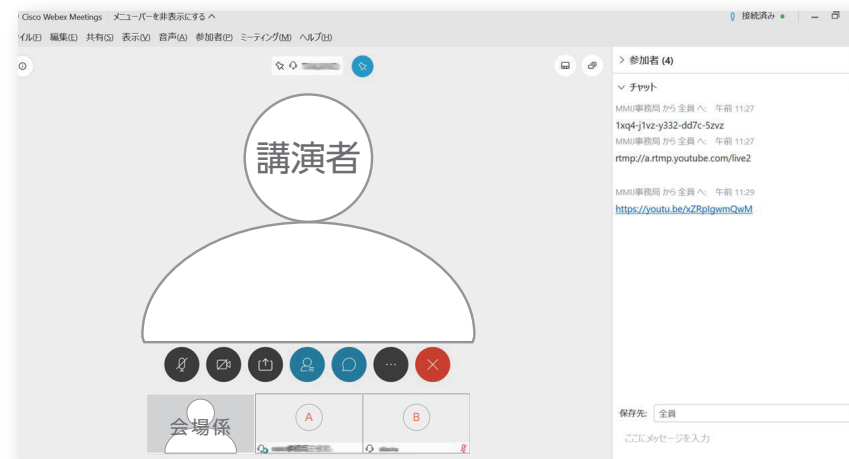 Cisco Webex Meetings メニューバーを非表示にする へ
接続済み
イル(F) 編集(E) 共有(S) 表示(V) 音声(A) 参加者(P) ミーティング(M) ヘルプ(H)
参加者 (4)
チャット
MMIJ事務局 から 全員 へ: 午前 11:27
1xq4-j1vz-y332-dd7c-5zvz
MMIJ事務局 から 全員 へ: 午前 11:27
rtmp://a.rtmp.youtube.com/live2
MMIJ事務局 から 全員 へ: 午前 11:29
https://youtu.be/xZRpIgwmQwM
講演者
会場係
A
B
保存先: 全員
ここにメッセージを入力